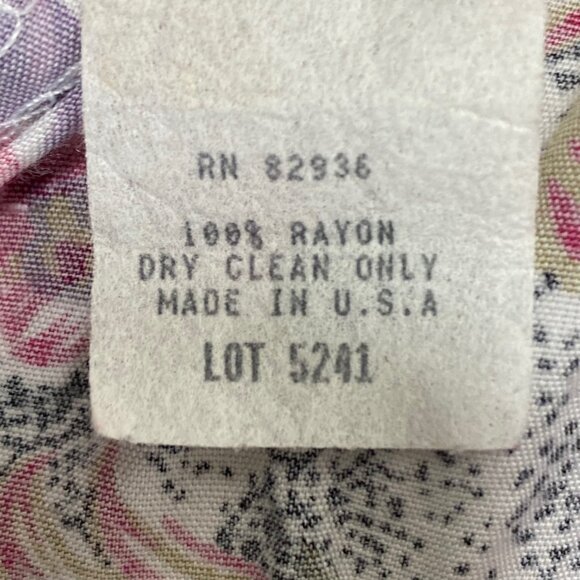 RN 82936
100% RAYON
DRY CLEAN ONLY
MADE IN U.S.A
LOT 5241